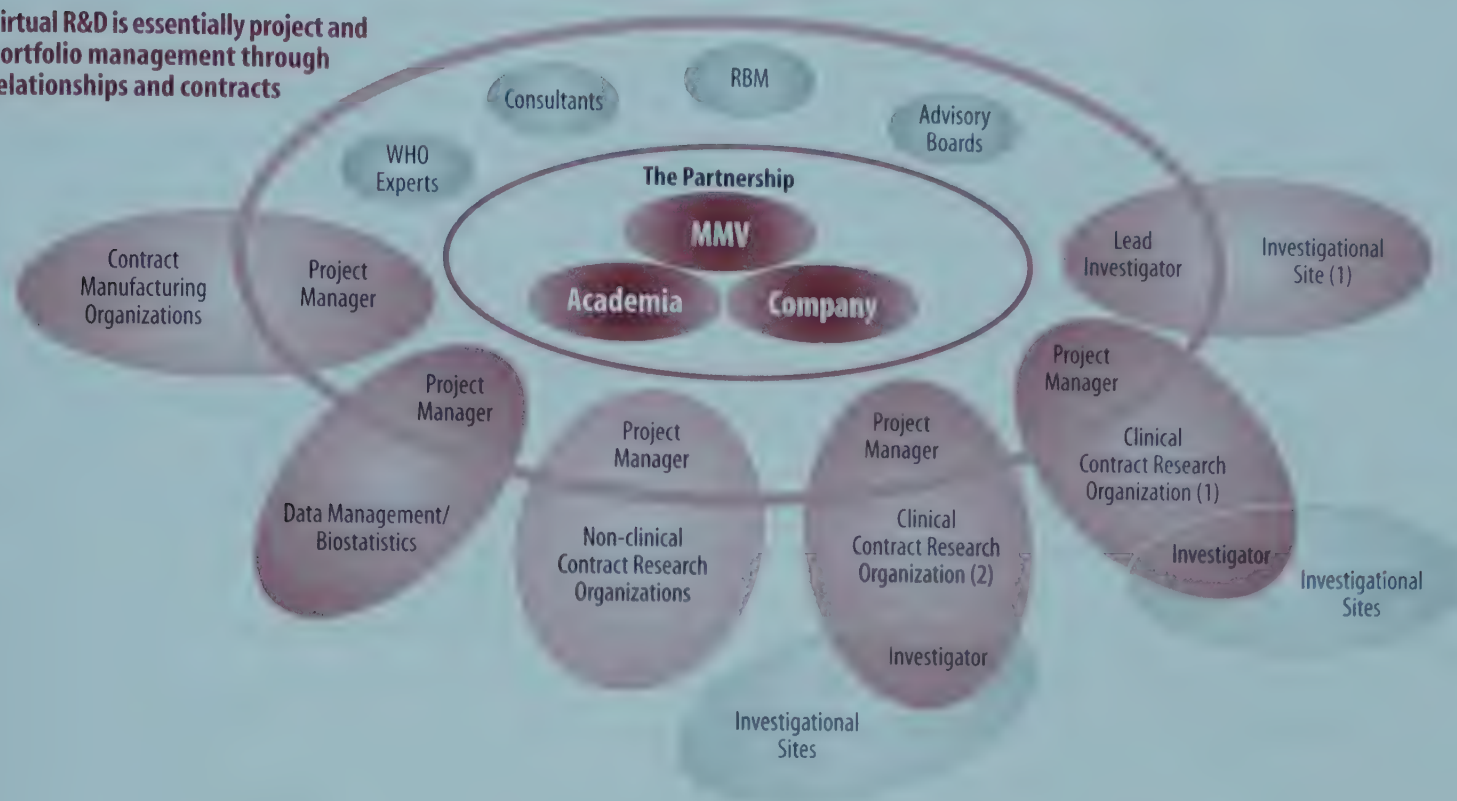 irtual R&D is essentially project and
ortfolio management through
elationships and contracts
Consultants
RBM
Advisory
Boards
WHO
Experts
The Partnership
MMV
Academia
Company
Contract
Manufacturing
Organizations
Project
Manager
Lead
Investigator
Investigational
Site (1)
Project
Manager
Data Management/
Biostatistics
Project
Manager
Non-clinical
Contract Research
Organizations
Project
Manager
Clinical
Contract Research
Organization (2)
Investigator
Investigational
Sites
Project
Manager
Clinical
Contract Research
Organization (1)
Investigator
Investigational
Sites